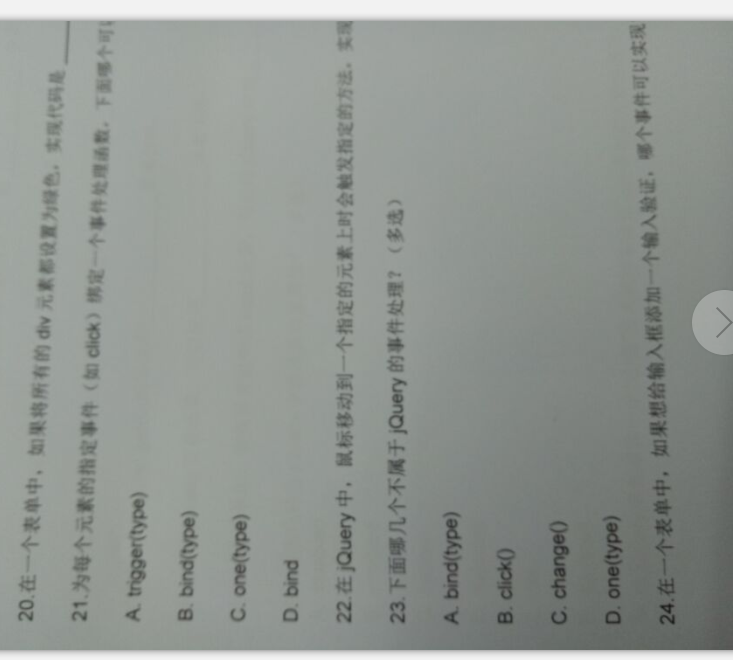 20.在一个表单中，如果将所有的 div 元素都设置为绿色，实现代码是____
21.为每个元素的指定事件（如 click）绑定一个事件处理函数，下面哪个可
A. trigger(type)
B. bind(type)
C. one(type)
D. bind
22.在 jQuery 中，鼠标移动到一个指定的元素上时会触发指定的方法，实现
23.下面哪几个不属于 jQuery 的事件处理？（多选）
A. bind(type)
B. click()
C. change()
D. one(type)
24.在一个表单中，如果想给输入框添加一个输入验证，哪个事件可以实现